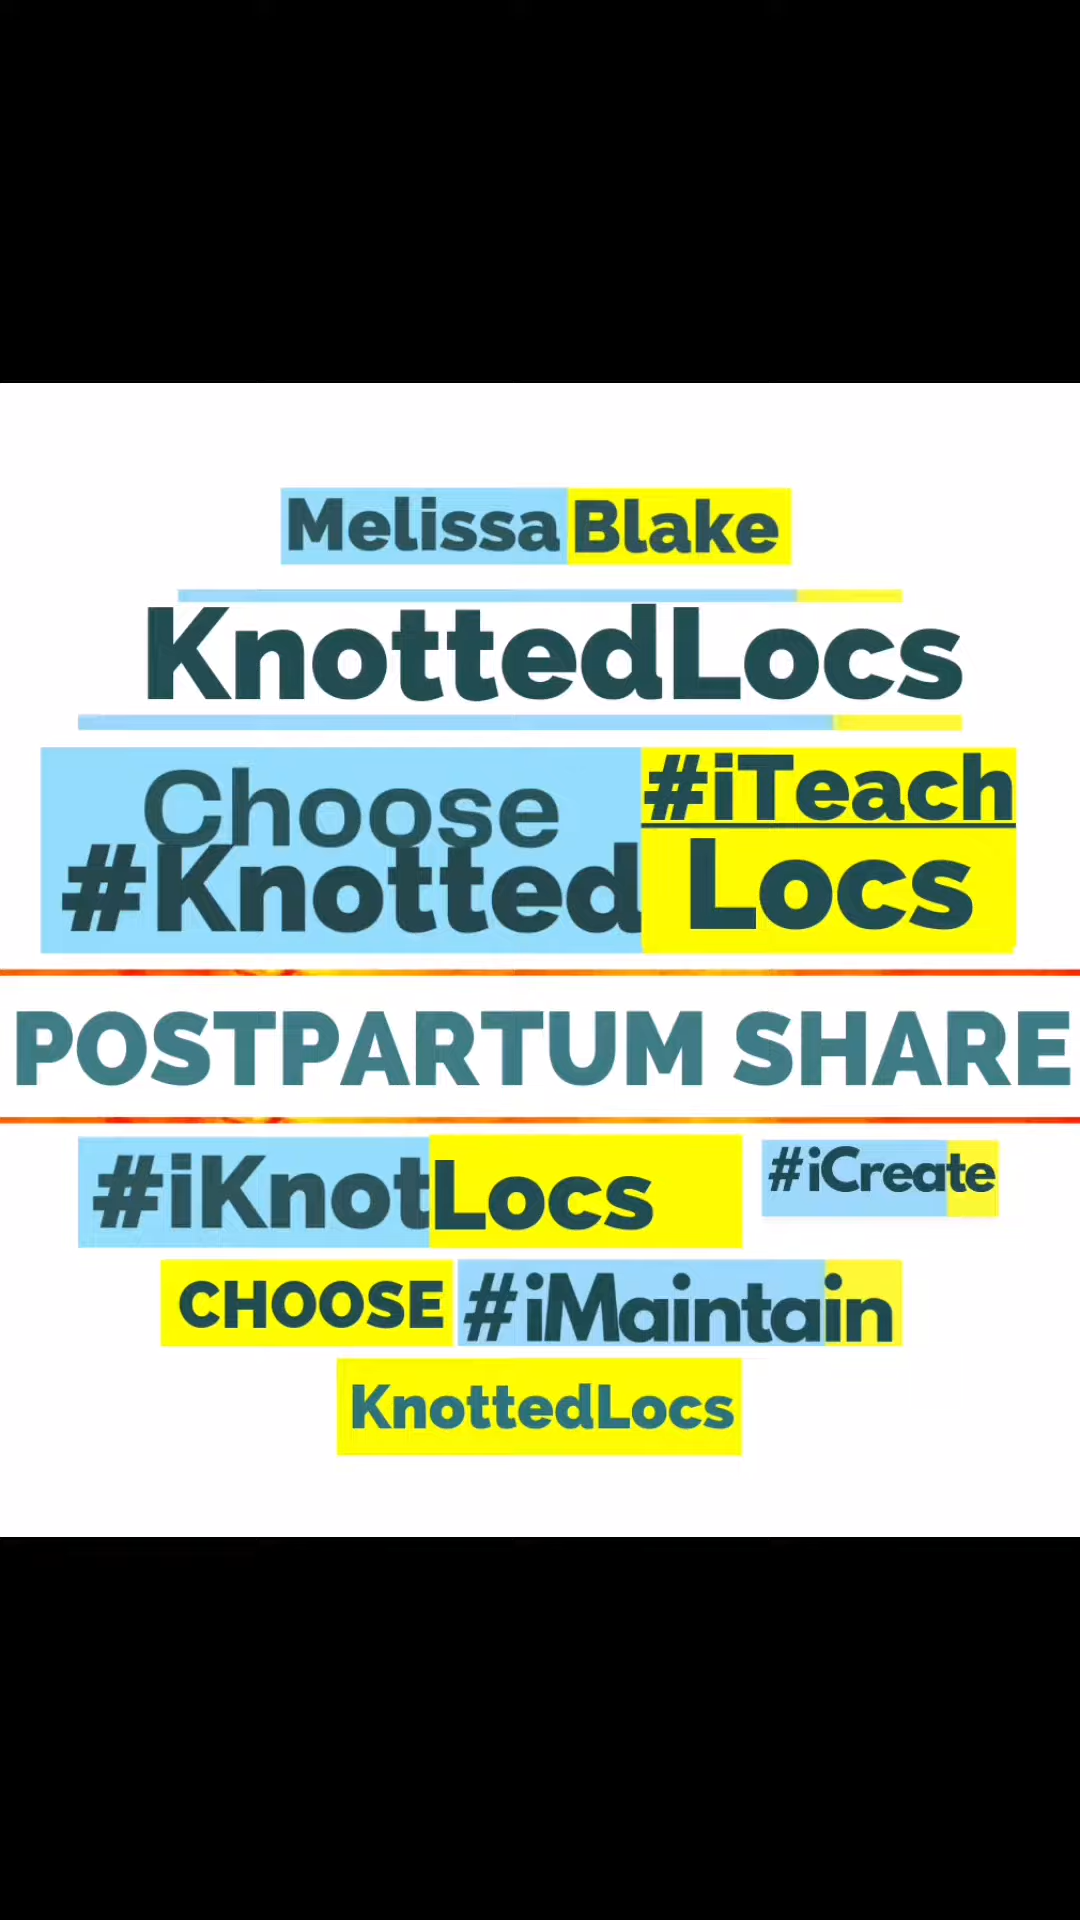 Melissa Blake
KnottedLocs
Choose #iTeach
#Knotted Locs
POSTPARTUM SHARE
#iKnotLocs #iCreate
CHOOSE #iMaintain
KnottedLocs